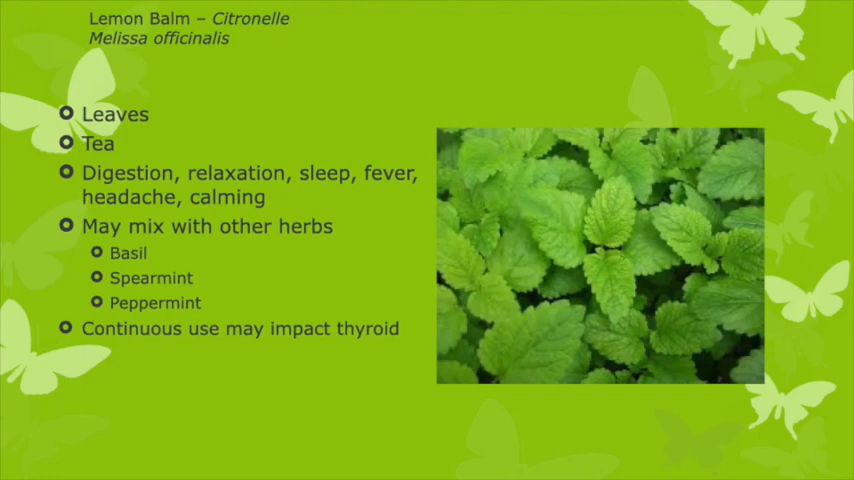 Lemon Balm – Citronelle
Melissa officinalis
Leaves
Tea
Digestion, relaxation, sleep, fever,
headache, calming
May mix with other herbs
Basil
Spearmint
Peppermint
Continuous use may impact thyroid